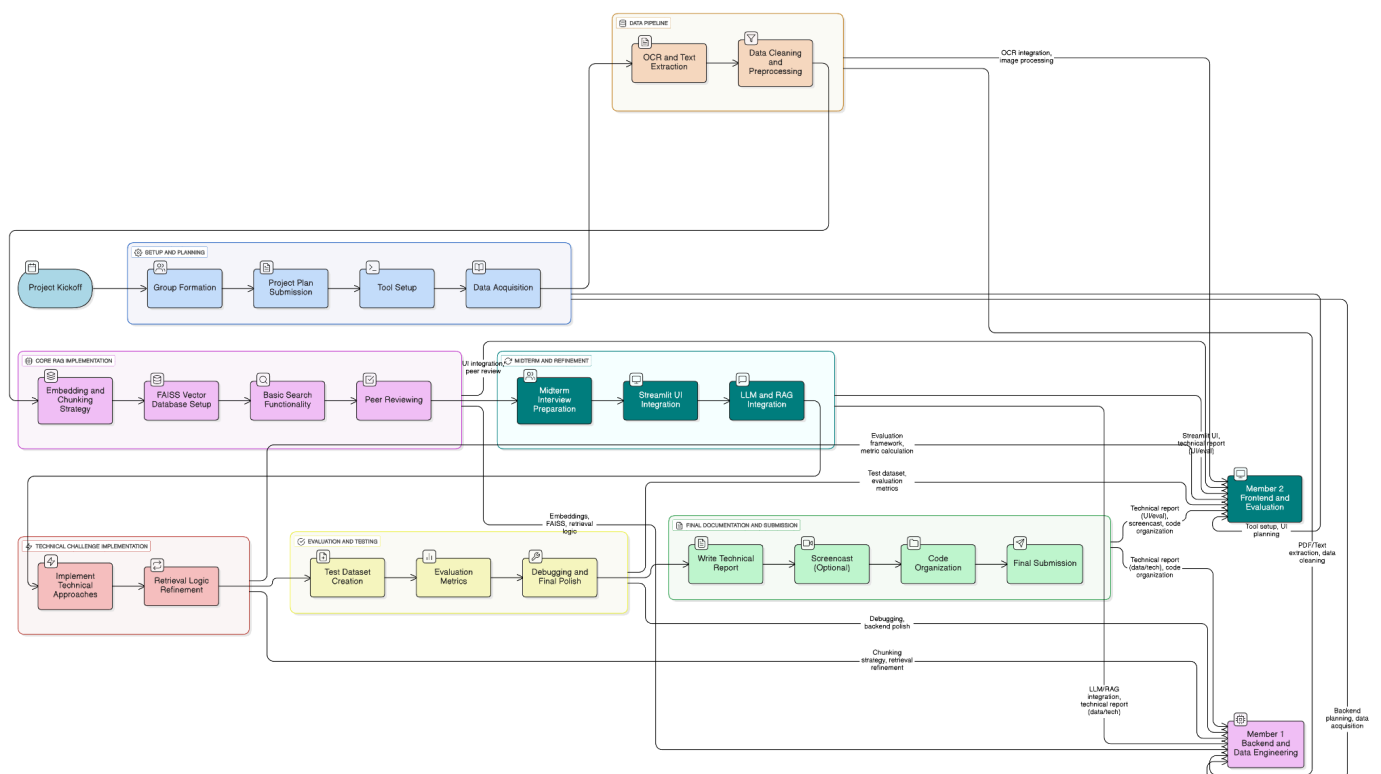 DATA PIPELINE
OCR and Text
Extraction
Data Cleaning
and
Preprocessing
OCR integration,
image processing
SETUP AND PLANNING
Project Kickoff
Group Formation
Project Plan
Submission
Tool Setup
Data Acquisition
CORE RAG IMPLEMENTATION
Embedding and
Chunking
Strategy
FAISS Vector
Database Setup
Basic Search
Functionality
Peer Reviewing
UI integration,
peer review
MIDTERM AND REFINEMENT
Midterm
Interview
Preparation
Streamlit UI
Integration
LLM and RAG
Integration
Evaluation
framework,
metric calculation
Streamlit UI,
technical report
(UI/eval)
Test dataset,
evaluation
metrics
Member 2
Frontend and
Evaluation
Tool setup, UI
planning
Embeddings,
FAISS, retrieval
logic
TECHNICAL CHALLENGE IMPLEMENTATION
Implement
Technical
Approaches
Retrieval Logic
Refinement
EVALUATION AND TESTING
Test Dataset
Creation
Evaluation
Metrics
Debugging and
Final Polish
FINAL DOCUMENTATION AND SUBMISSION
Write Technical
Report
Screencast
(Optional)
Code
Organization
Final Submission
Technical report
(UI/eval),
screencast, code
organization
Technical report
(data/tech), code
organization
PDF/Text
extraction, data
cleaning
Debugging,
backend polish
Chunking
strategy, retrieval
refinement
LLM/RAG
integration,
technical report
(data/tech)
Backend
planning, data
acquisition
Member 1
Backend and
Data Engineering